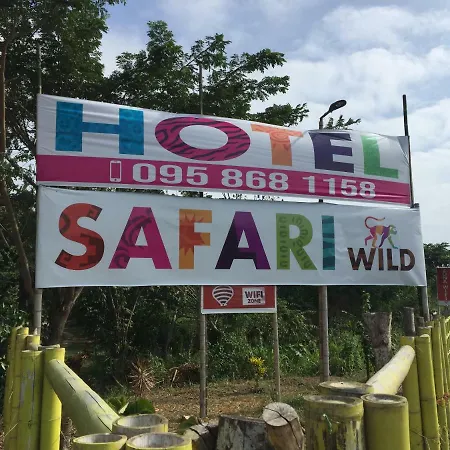 HOTEL
095 868 1158
SAFARI WILD
WIFI
ZONE